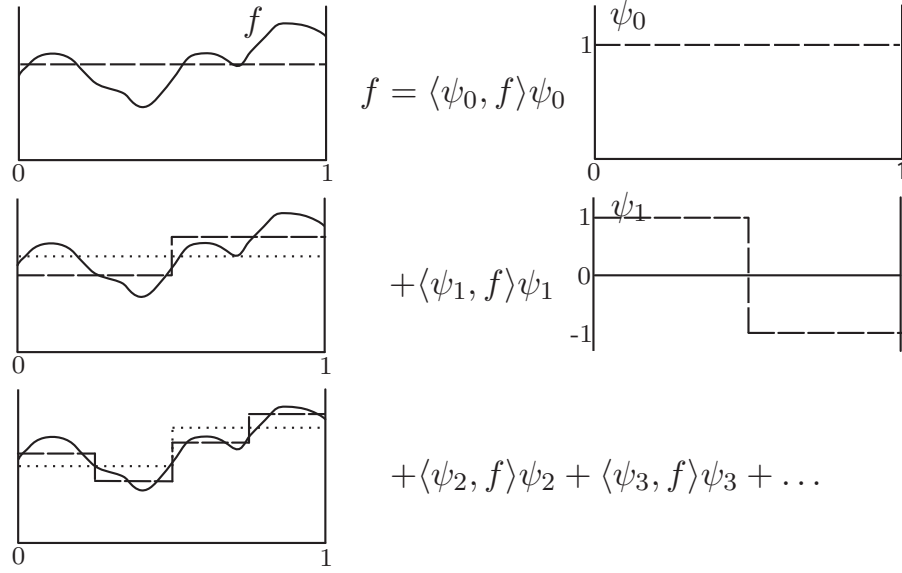 f
ψ₀
1
f = ⟨ψ₀, f⟩ψ₀
0 1
0 1
ψ₁
1
+⟨ψ₁, f⟩ψ₁
0
-1
0 1
+⟨ψ₂, f⟩ψ₂ + ⟨ψ₃, f⟩ψ₃ + …
0 1